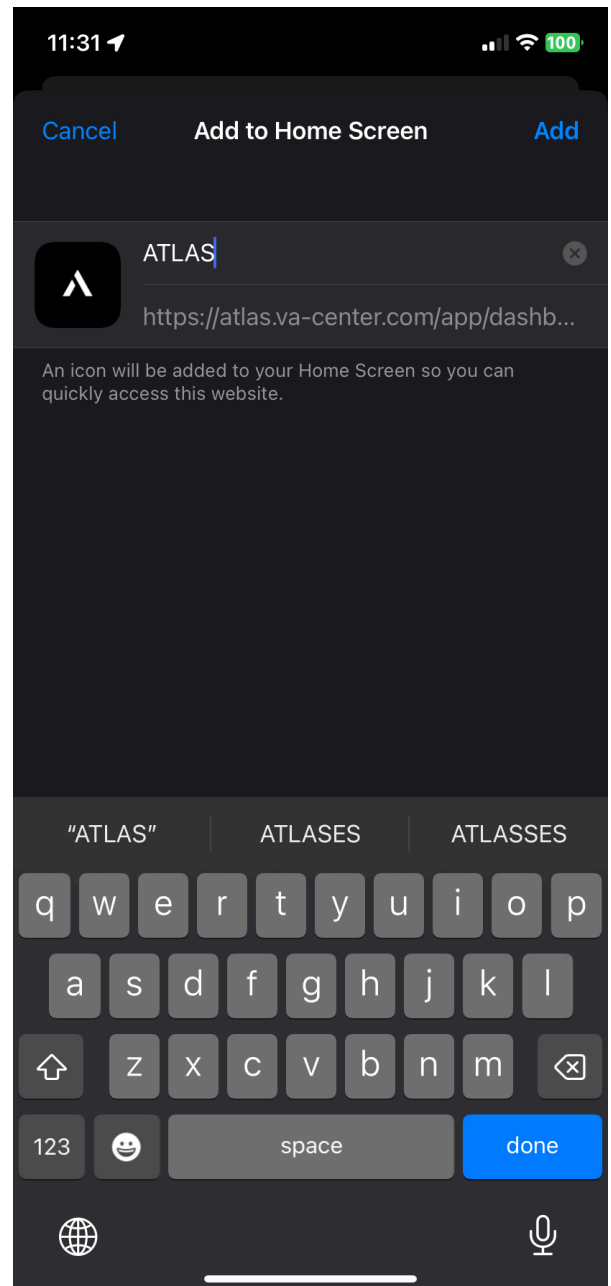 11:31
100
Cancel Add to Home Screen Add
ATLAS
https://atlas.va-center.com/app/dashb...
An icon will be added to your Home Screen so you can
quickly access this website.
“ATLAS” ATLASES ATLASSES
q w e r t y u i o p
a s d f g h j k l
z x c v b n m
123 space done